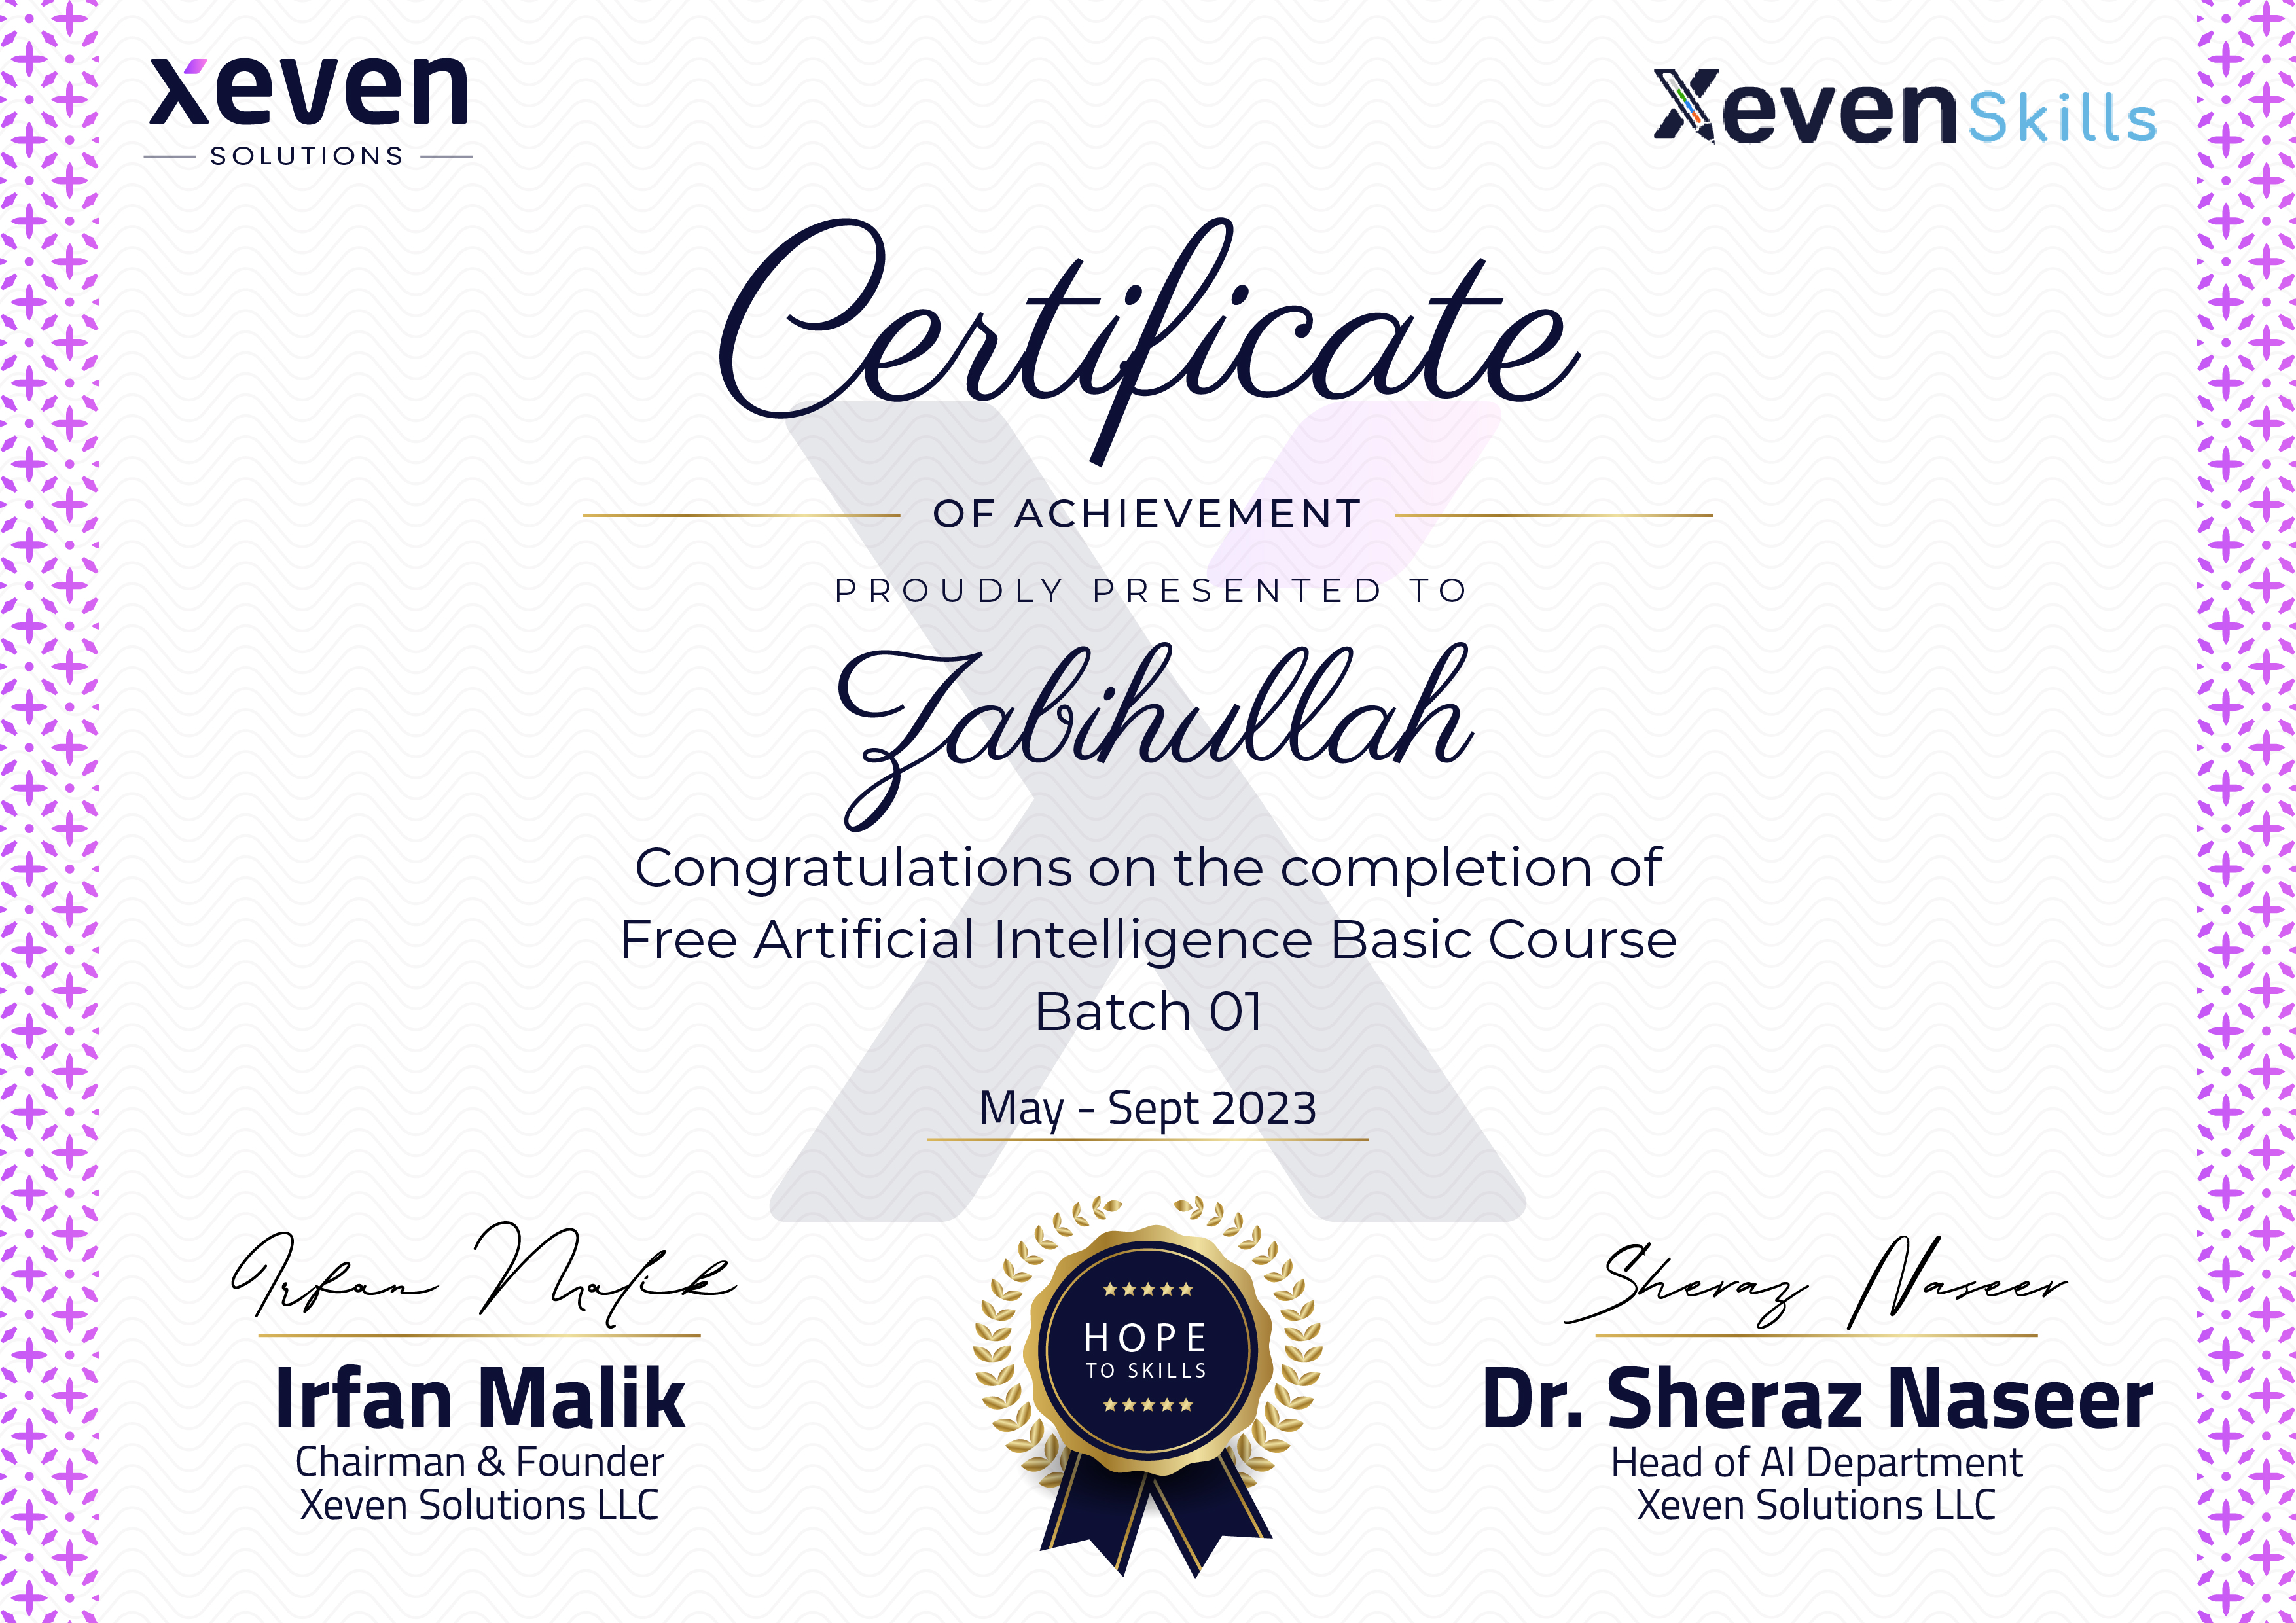 xeven
SOLUTIONS
XevenSkills
Certificate
OF ACHIEVEMENT
PROUDLY PRESENTED TO
Zabihullah
Congratulations on the completion of
Free Artificial Intelligence Basic Course
Batch 01
May - Sept 2023
Irfan Malik
Irfan Malik
Chairman & Founder
Xeven Solutions LLC
HOPE
TO SKILLS
Sheraz Naseer
Dr. Sheraz Naseer
Head of AI Department
Xeven Solutions LLC